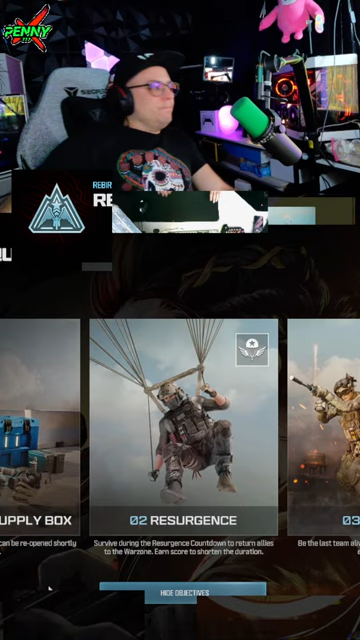 PENNY
REBIR
RE
UPPLY BOX
can be re-opened shortly
02 RESURGENCE
Survive during the Resurgence Countdown to return allies
to the Warzone. Earn score to shorten the duration.
03
Be the last team aliv
HIDE OBJECTIVES